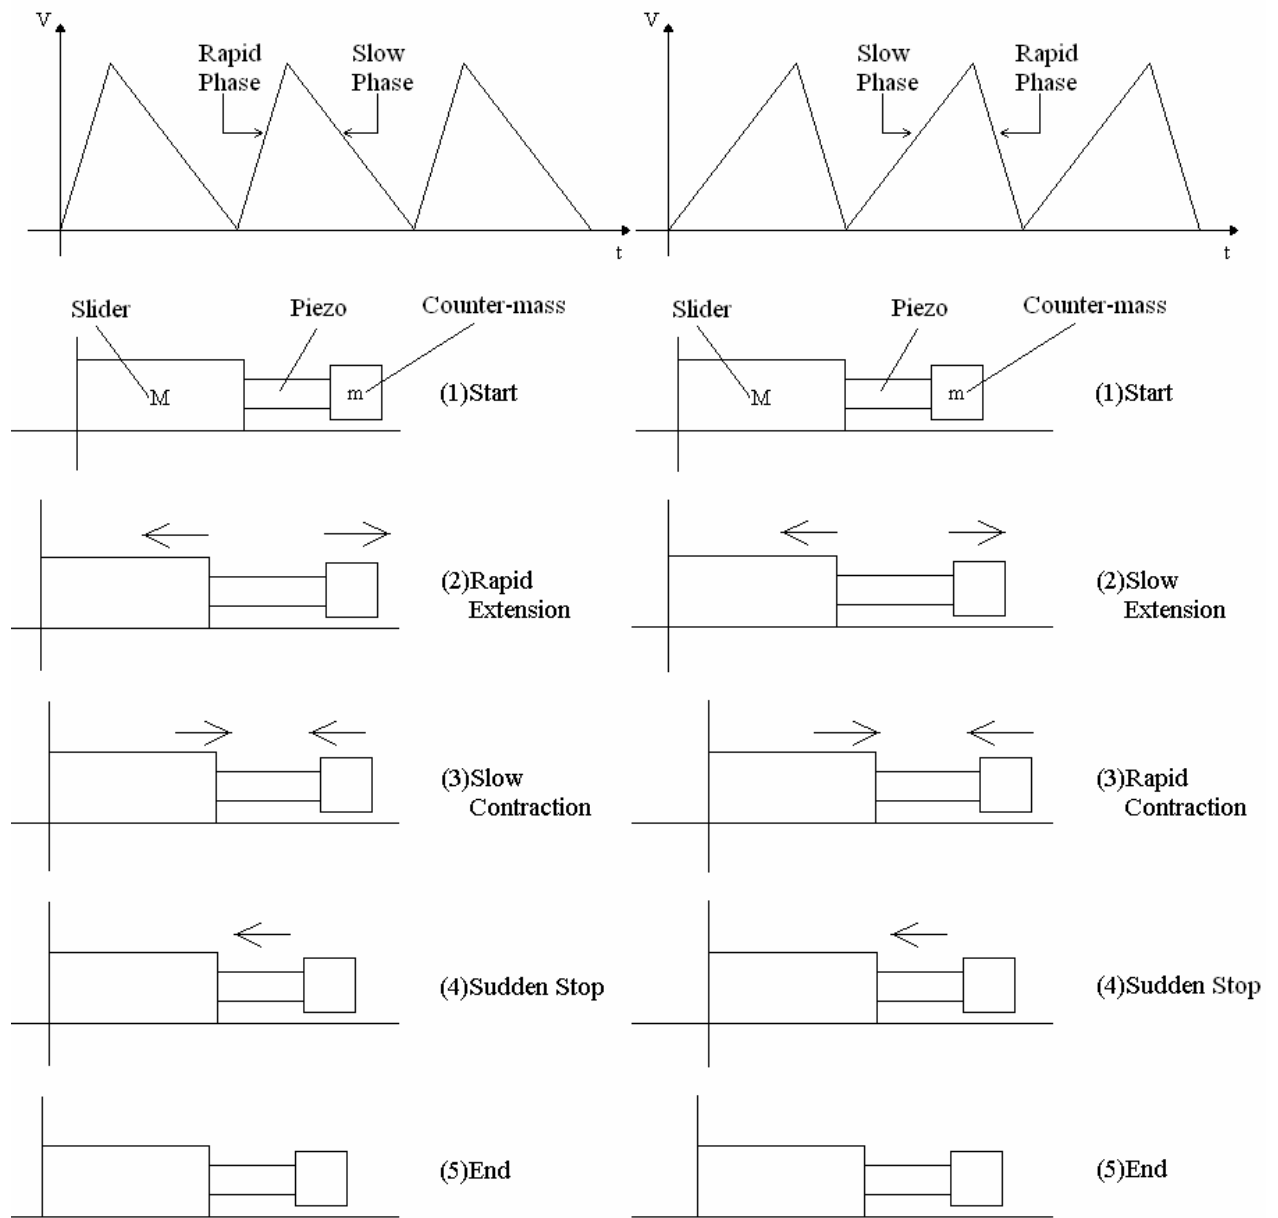 V
Rapid
Phase
Slow
Phase
t
V
Slow
Phase
Rapid
Phase
t
Slider
Piezo
Counter-mass
M
m
(1)Start
Slider
Piezo
Counter-mass
M
m
(1)Start
(2)Rapid
Extension
(2)Slow
Extension
(3)Slow
Contraction
(3)Rapid
Contraction
(4)Sudden Stop
(4)Sudden Stop
(5)End
(5)End